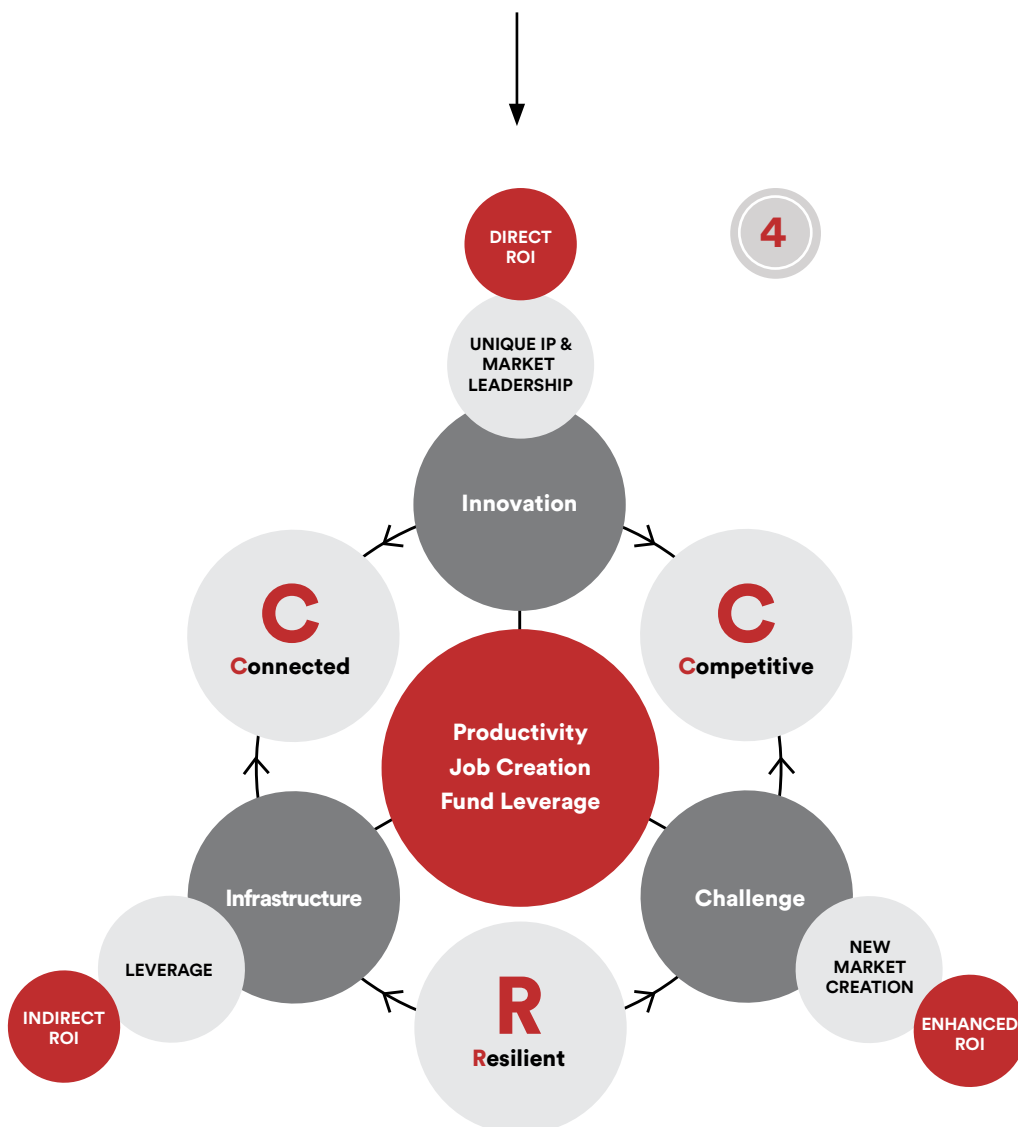 DIRECT
ROI
4
UNIQUE IP &
MARKET
LEADERSHIP
Innovation
C
Connected
C
Competitive
Productivity
Job Creation
Fund Leverage
Infrastructure
Challenge
LEVERAGE
NEW
MARKET
CREATION
R
Resilient
INDIRECT
ROI
ENHANCED
ROI